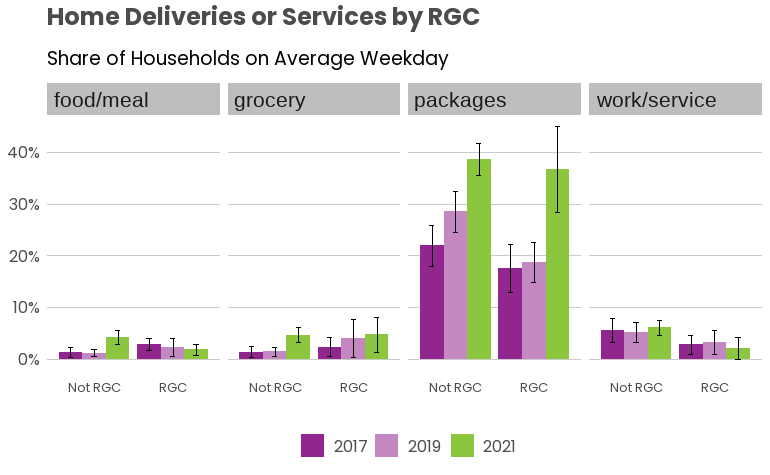 Home Deliveries or Services by RGC
Share of Households on Average Weekday
food/meal grocery packages work/service
40%
30%
20%
10%
0%
Not RGC RGC Not RGC RGC Not RGC RGC Not RGC RGC
2017 2019 2021